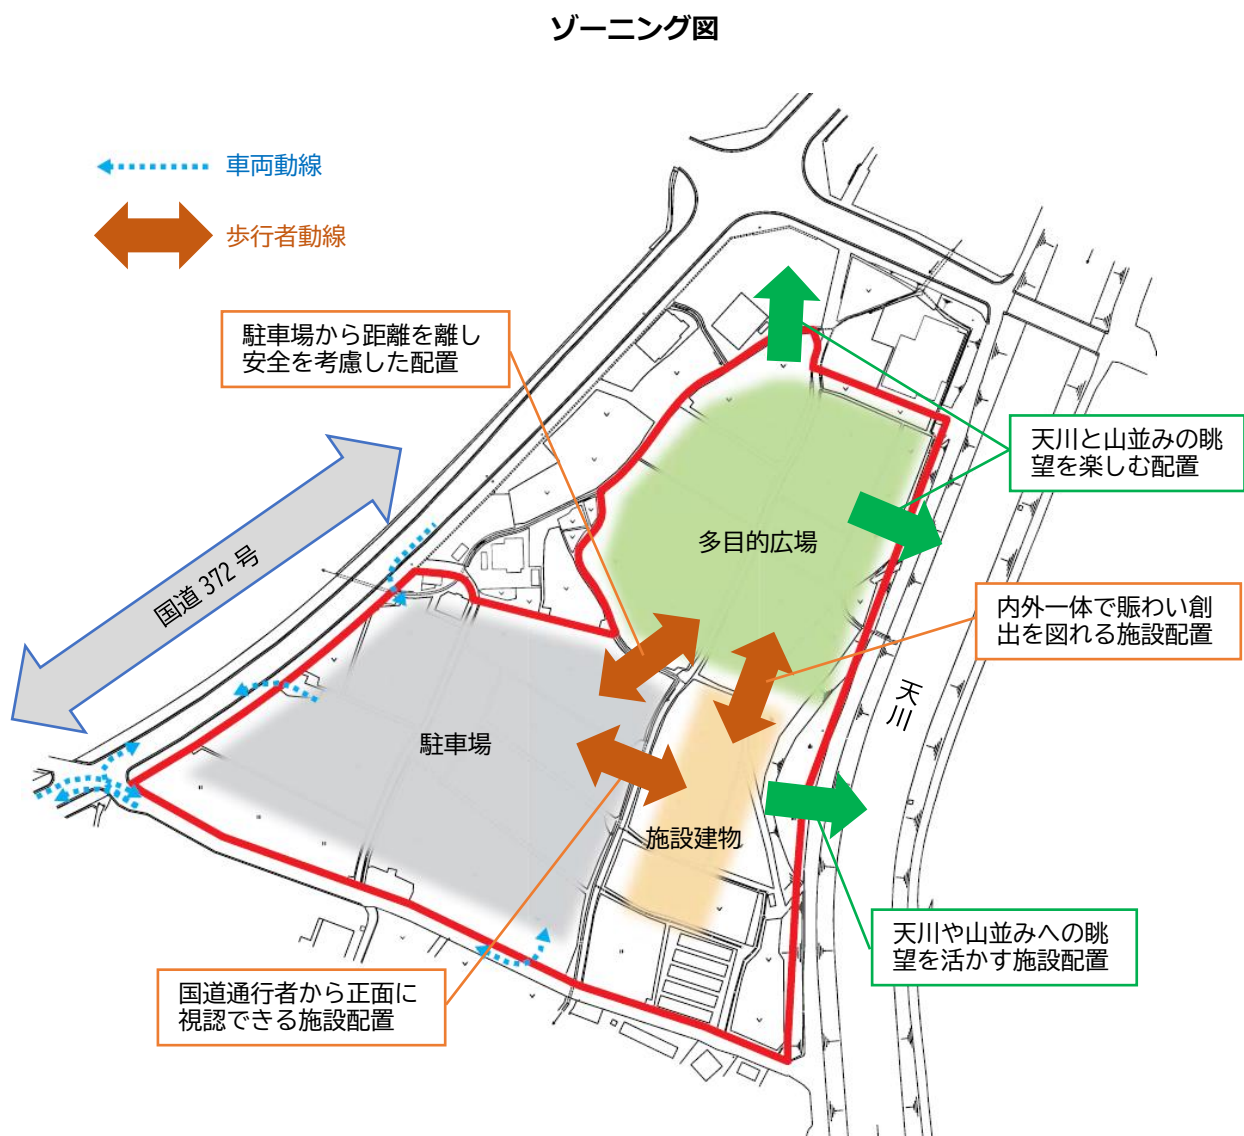 ゾーニング図
車両動線
歩行者動線
駐車場から距離を離し
安全を考慮した配置
天川と山並みの眺
望を楽しむ配置
国道 372 号
多目的広場
内外一体で賑わい創
出を図れる施設配置
天川
駐車場
施設建物
天川や山並みへの眺
望を活かす施設配置
国道通行者から正面に
視認できる施設配置